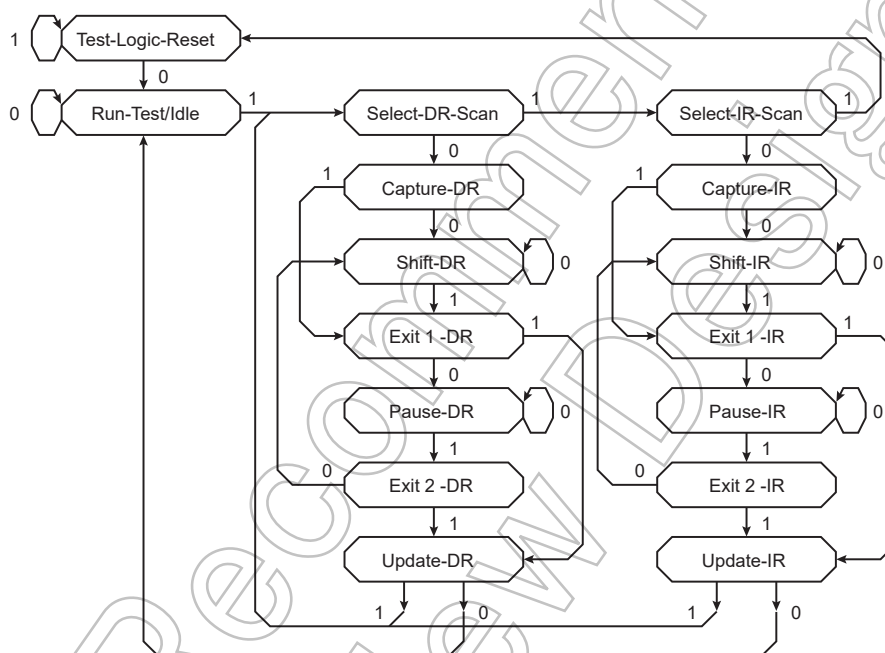 1
Test-Logic-Reset
0
0
Run-Test/Idle
1
Select-DR-Scan
1
Select-IR-Scan
1
0
0
1
Capture-DR
1
Capture-IR
0
0
Shift-DR
0
Shift-IR
0
1
1
Exit 1 -DR
1
Exit 1 -IR
1
0
0
Pause-DR
0
Pause-IR
0
1
1
0
Exit 2 -DR
0
Exit 2 -IR
1
1
Update-DR
Update-IR
1
0
1
0
Recommen
ew Design